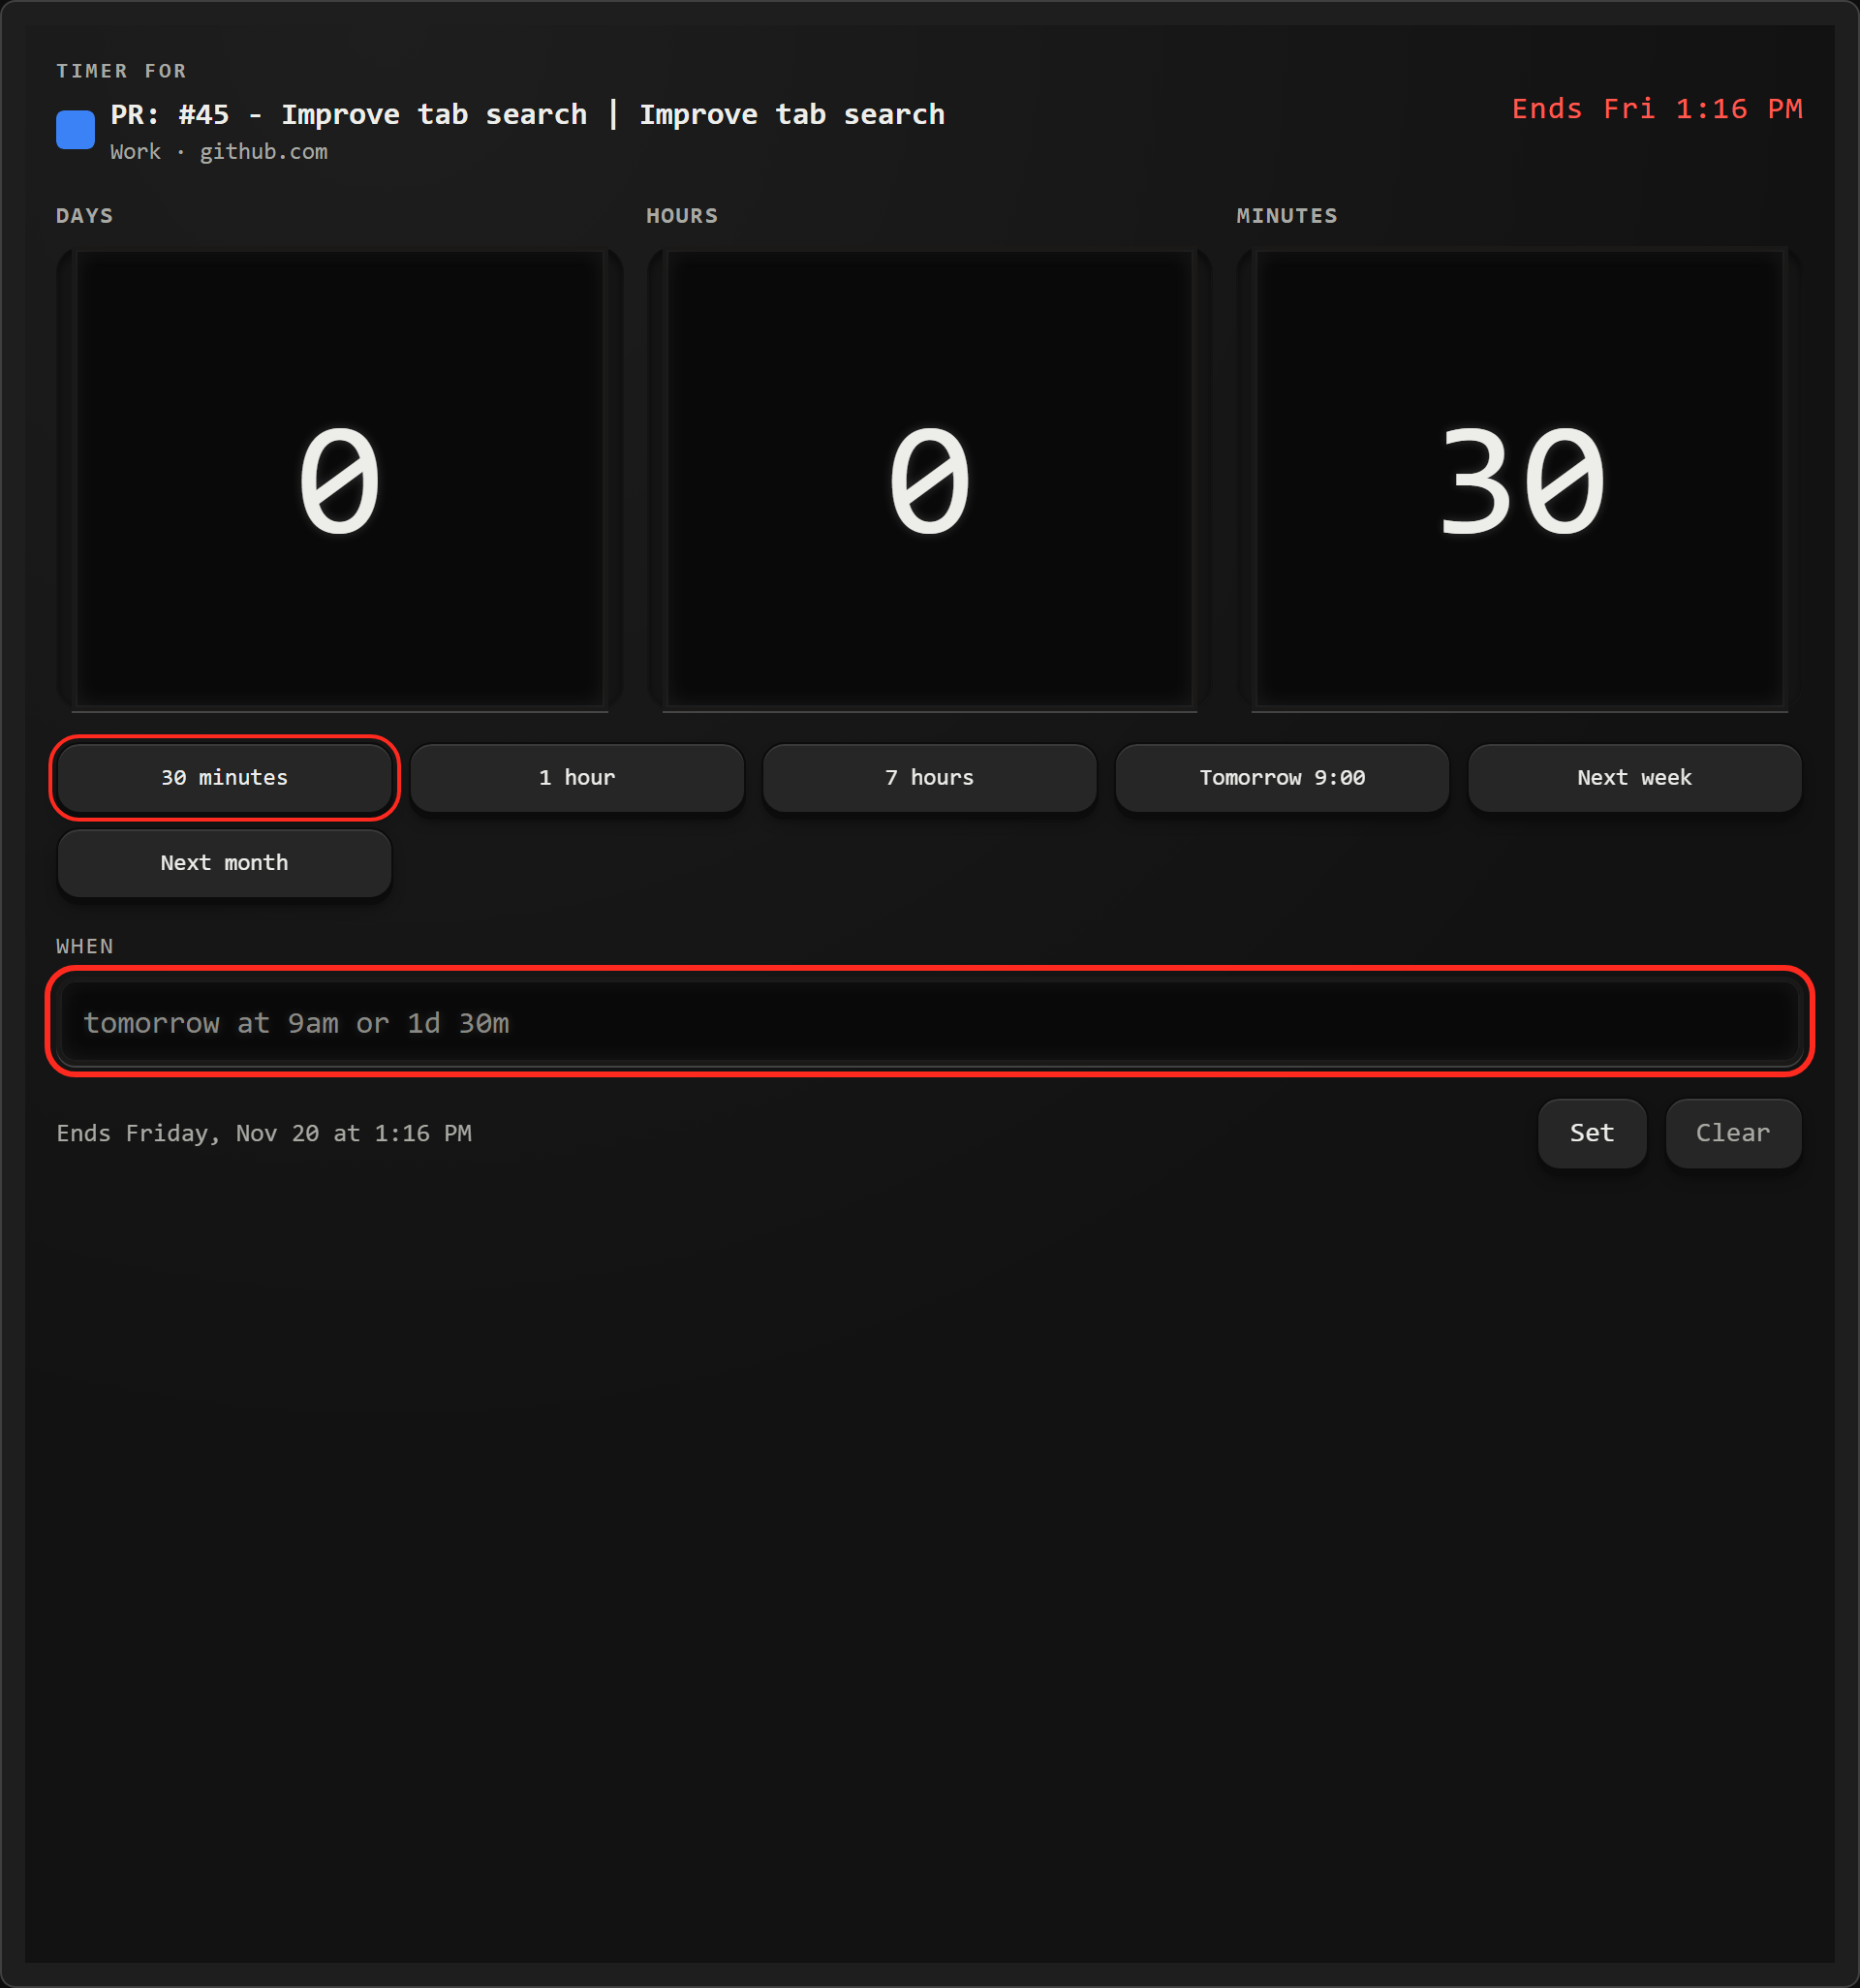 TIMER FOR
PR: #45 - Improve tab search | Improve tab search
Work · github.com
Ends Fri 1:16 PM
DAYS
HOURS
MINUTES
0
0
30
30 minutes
1 hour
7 hours
Tomorrow 9:00
Next week
Next month
WHEN
tomorrow at 9am or 1d 30m
Ends Friday, Nov 20 at 1:16 PM
Set
Clear